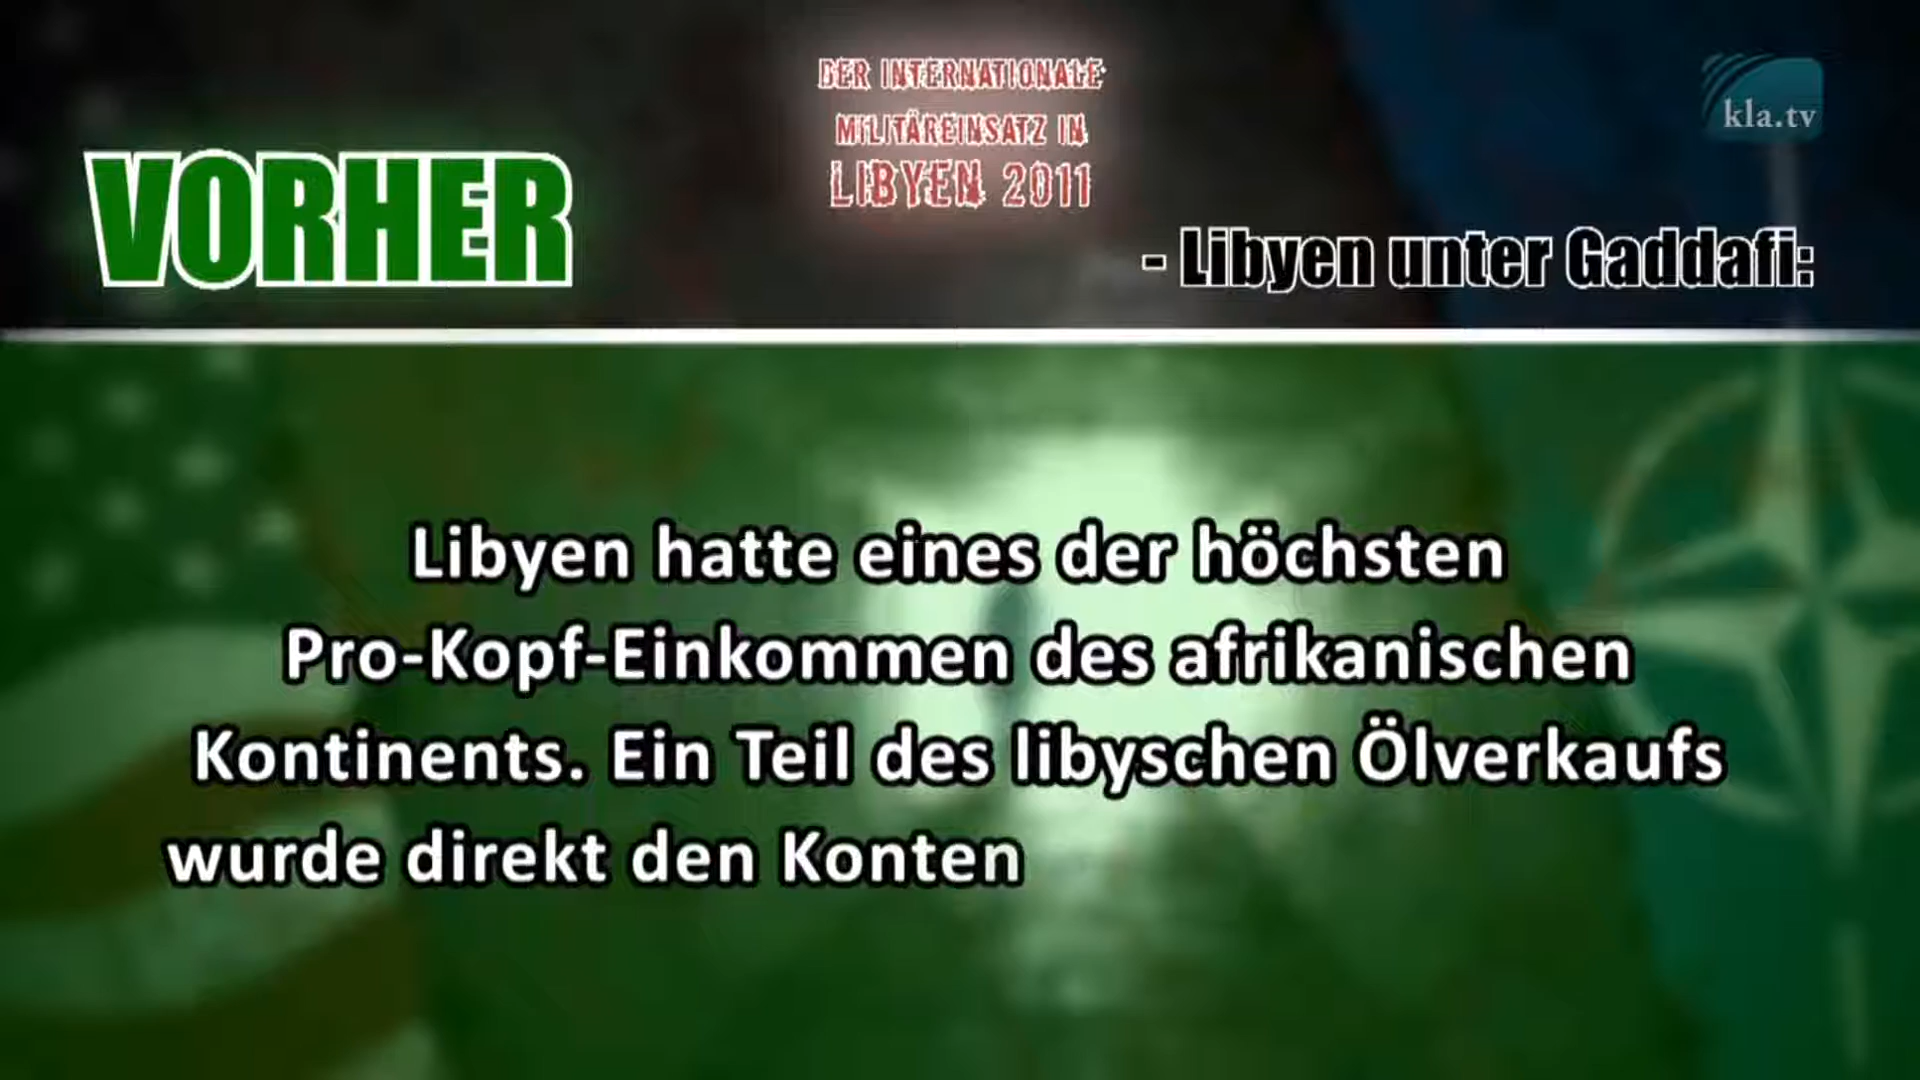 DER INTERNATIONALE
MILITÄREINSATZ IN
LIBYEN 2011
kla.tv
VORHER
- Libyen unter Gaddafi:
Libyen hatte eines der höchsten
Pro-Kopf-Einkommen des afrikanischen
Kontinents. Ein Teil des libyschen Ölverkaufs
wurde direkt den Konten